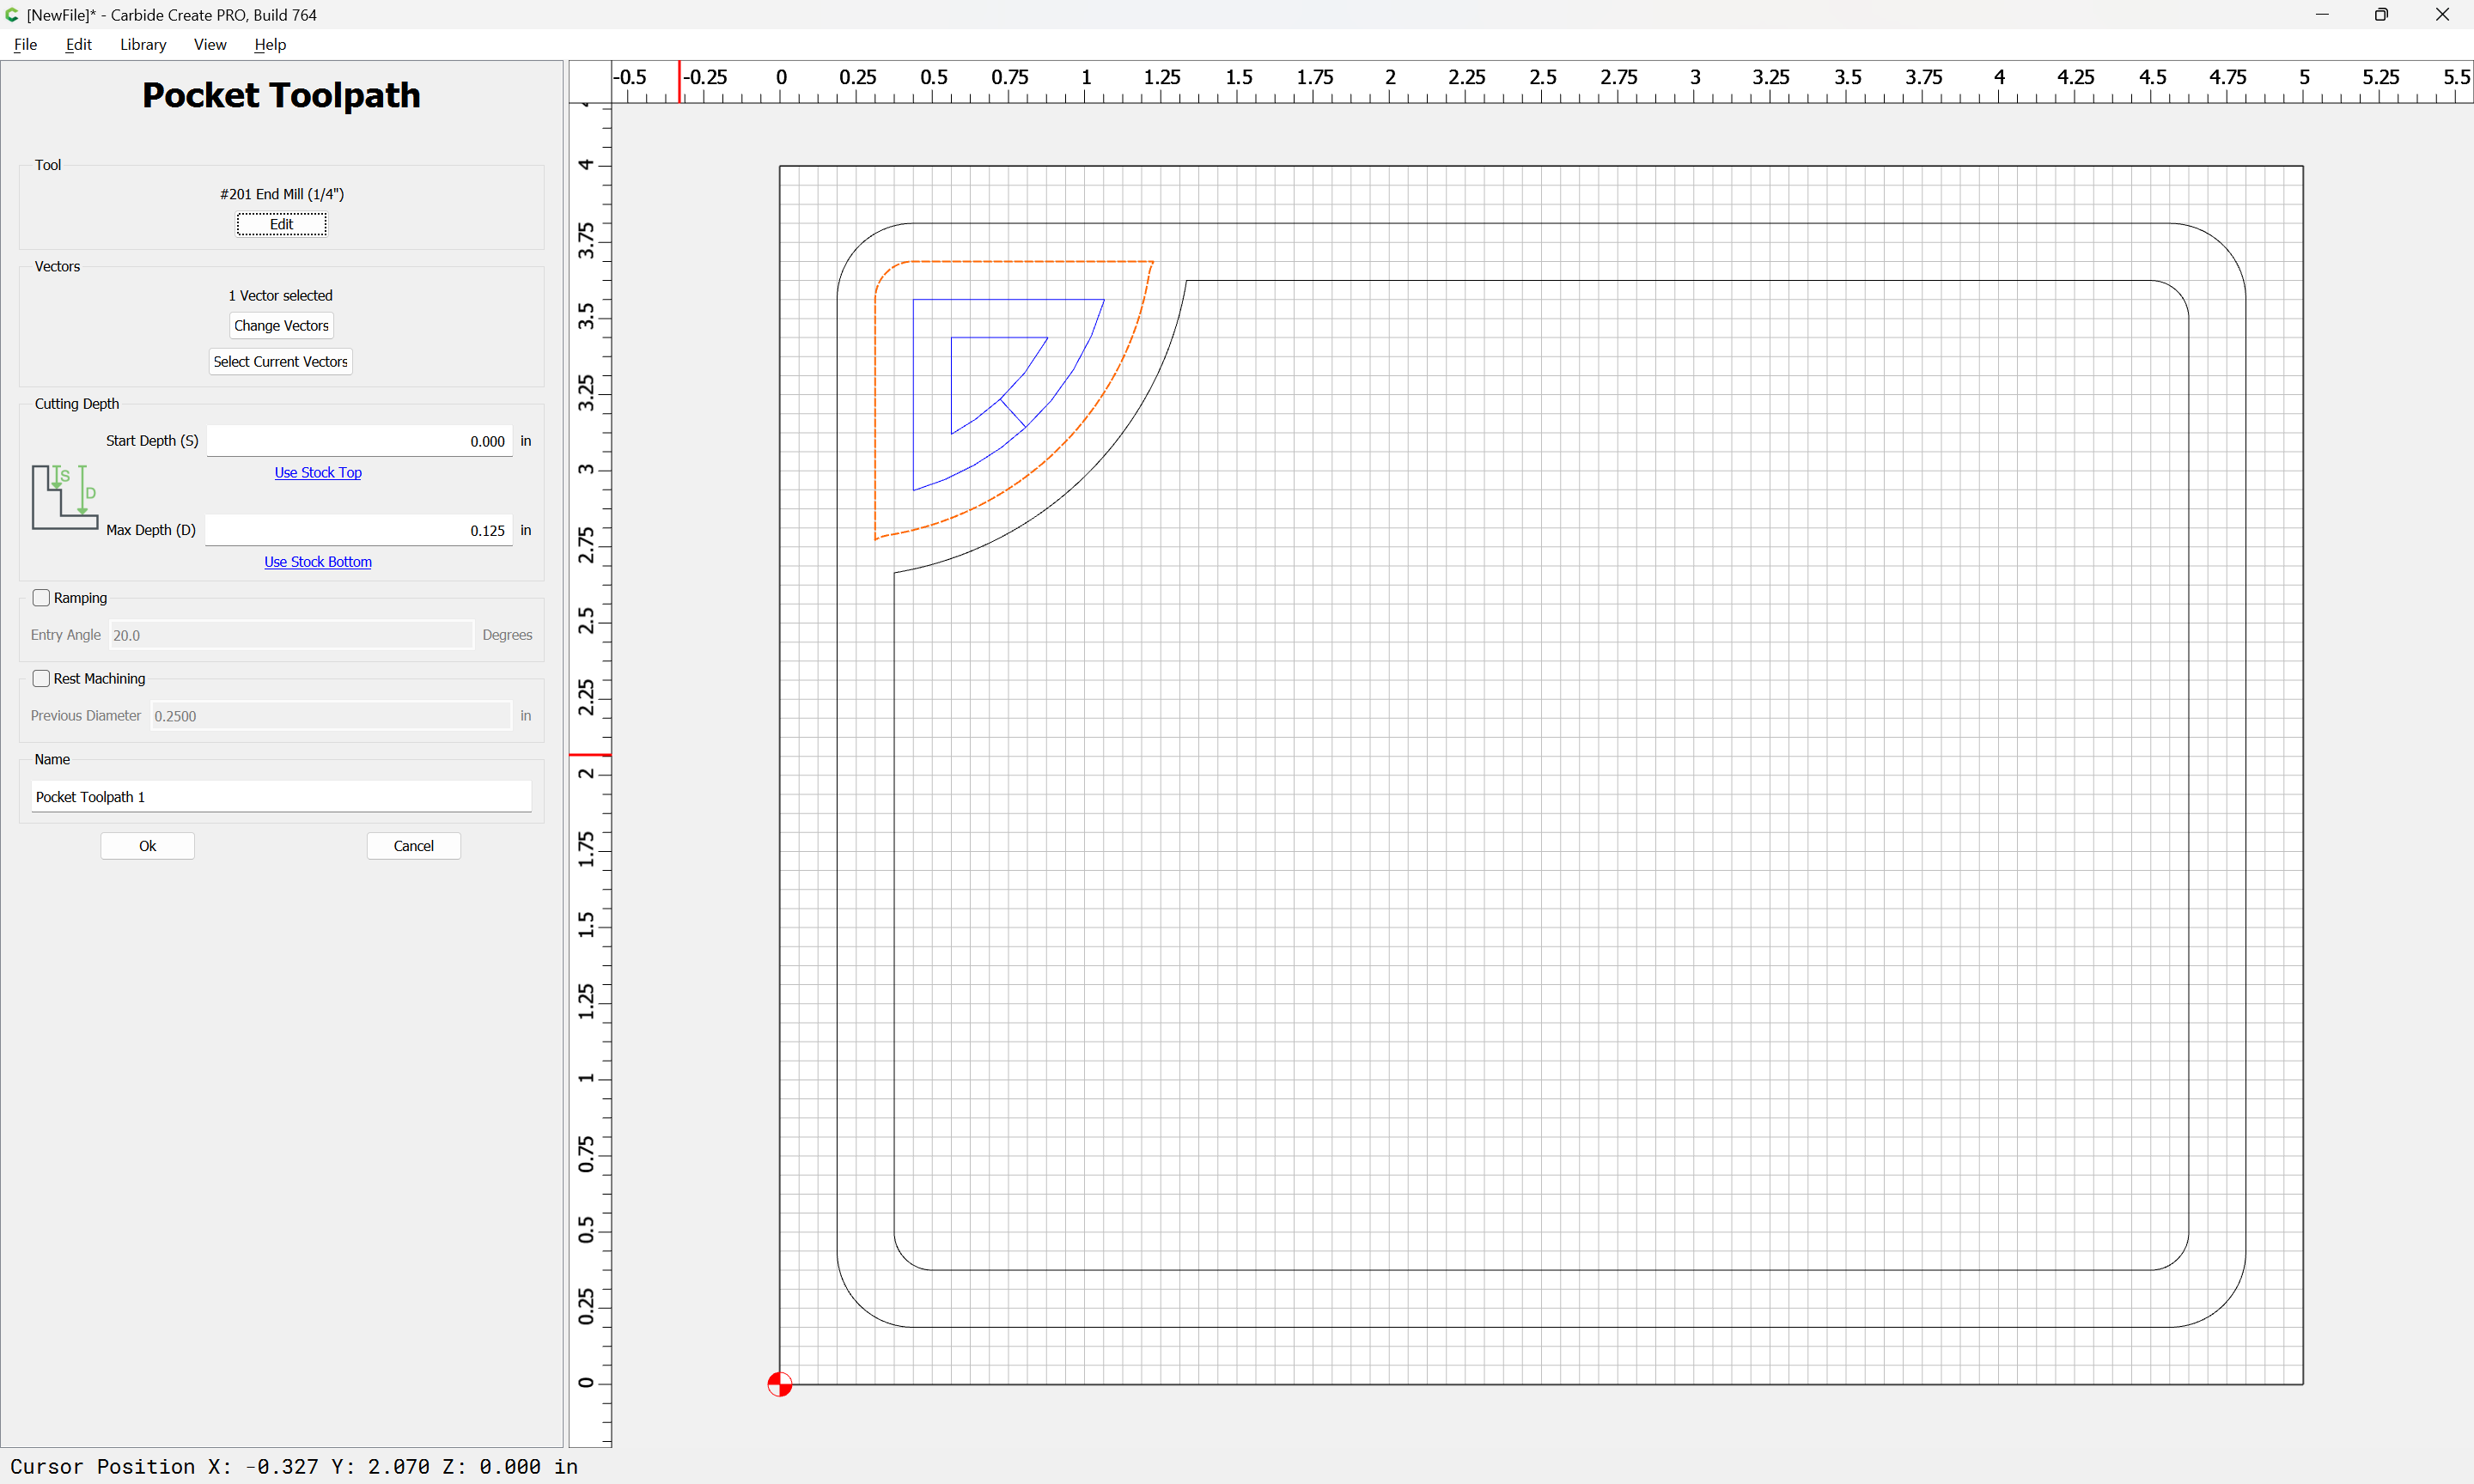 [NewFile]* - Carbide Create PRO, Build 764
File Edit Library View Help
Pocket Toolpath
Tool
#201 End Mill (1/4")
Edit
Vectors
1 Vector selected
Change Vectors
Select Current Vectors
Cutting Depth
Start Depth (S) 0.000 in
Use Stock Top
S
D
Max Depth (D) 0.125 in
Use Stock Bottom
Ramping
Entry Angle 20.0 Degrees
Rest Machining
Previous Diameter 0.2500 in
Name
Pocket Toolpath 1
Ok Cancel
-0.5 -0.25 0 0.25 0.5 0.75 1 1.25 1.5 1.75 2 2.25 2.5 2.75 3 3.25 3.5 3.75 4 4.25 4.5 4.75 5 5.25 5.5
4
3.75
3.5
3.25
3
2.75
2.5
2.25
2
1.75
1.5
1.25
1
0.75
0.5
0.25
0
Cursor Position X: -0.327 Y: 2.070 Z: 0.000 in